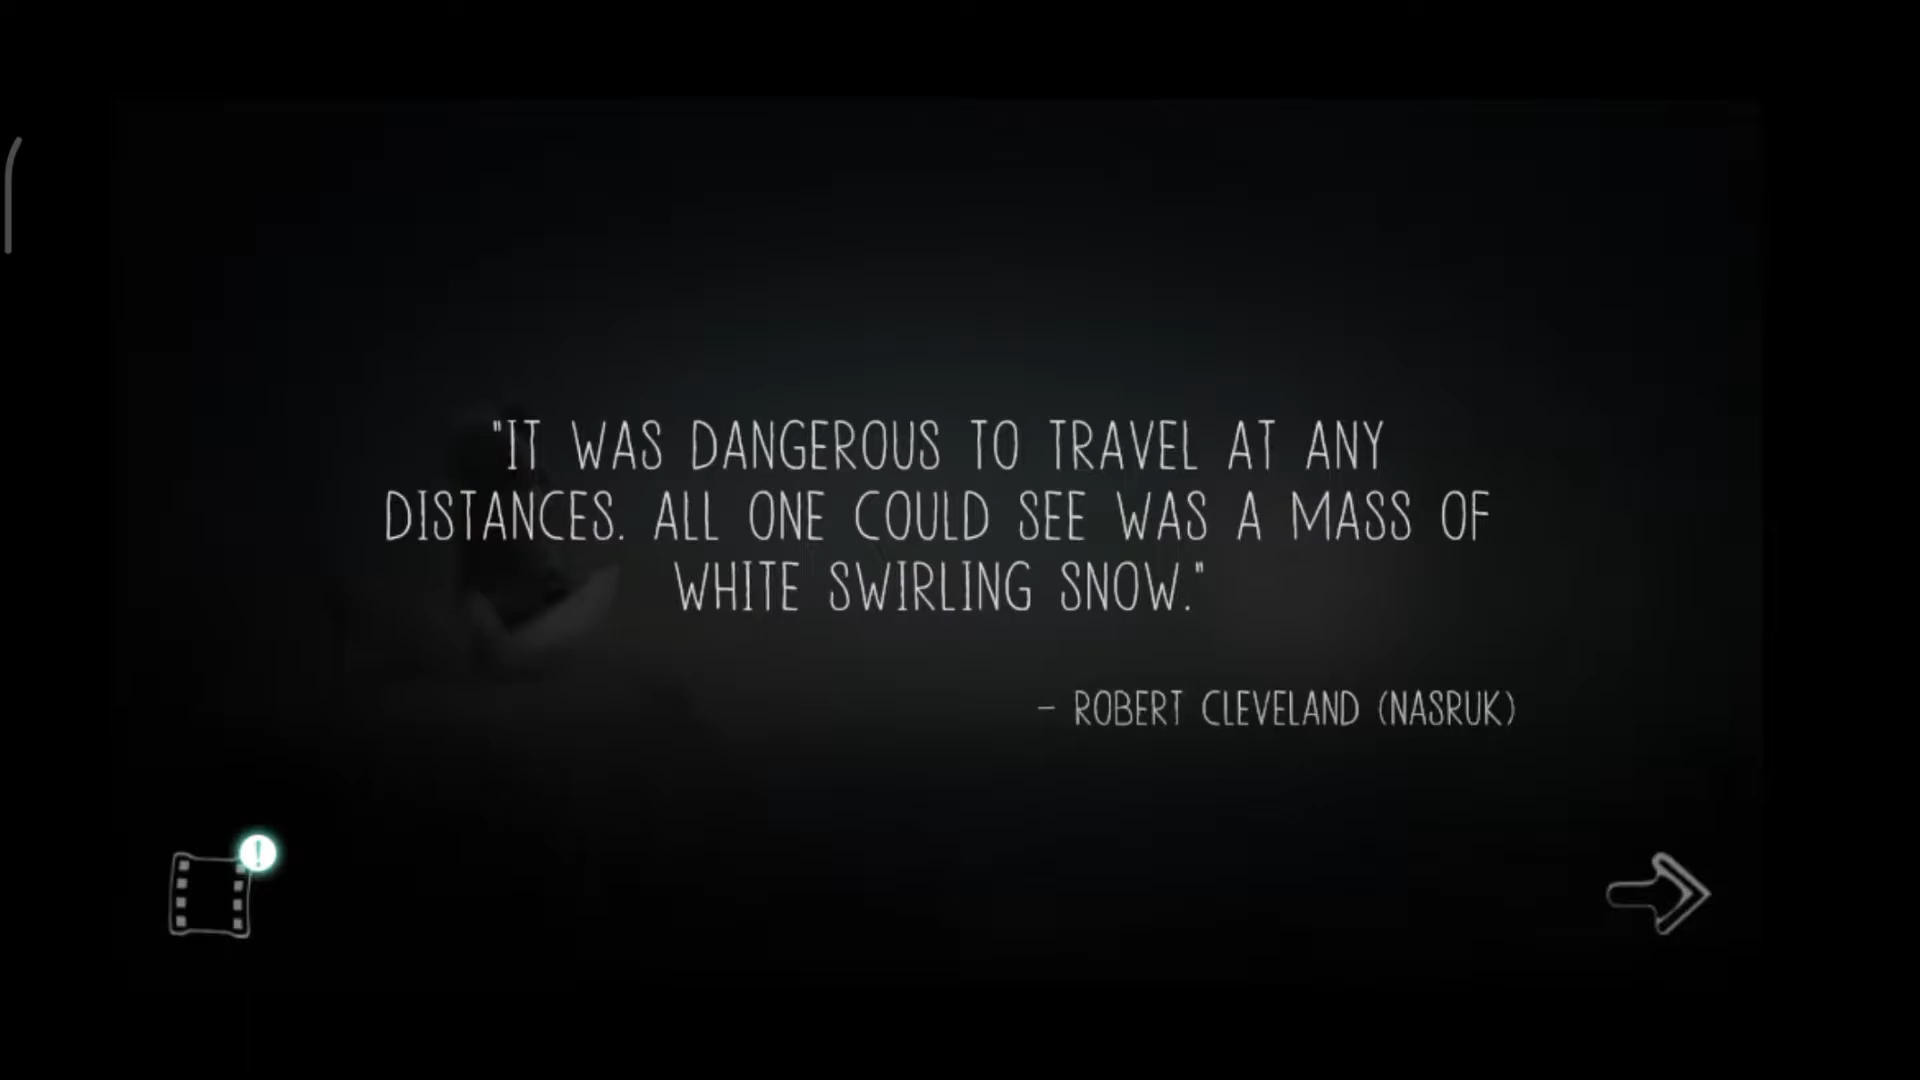 "IT WAS DANGEROUS TO TRAVEL AT ANY
DISTANCES. ALL ONE COULD SEE WAS A MASS OF
WHITE SWIRLING SNOW."
- ROBERT CLEVELAND (NASRUK)
!